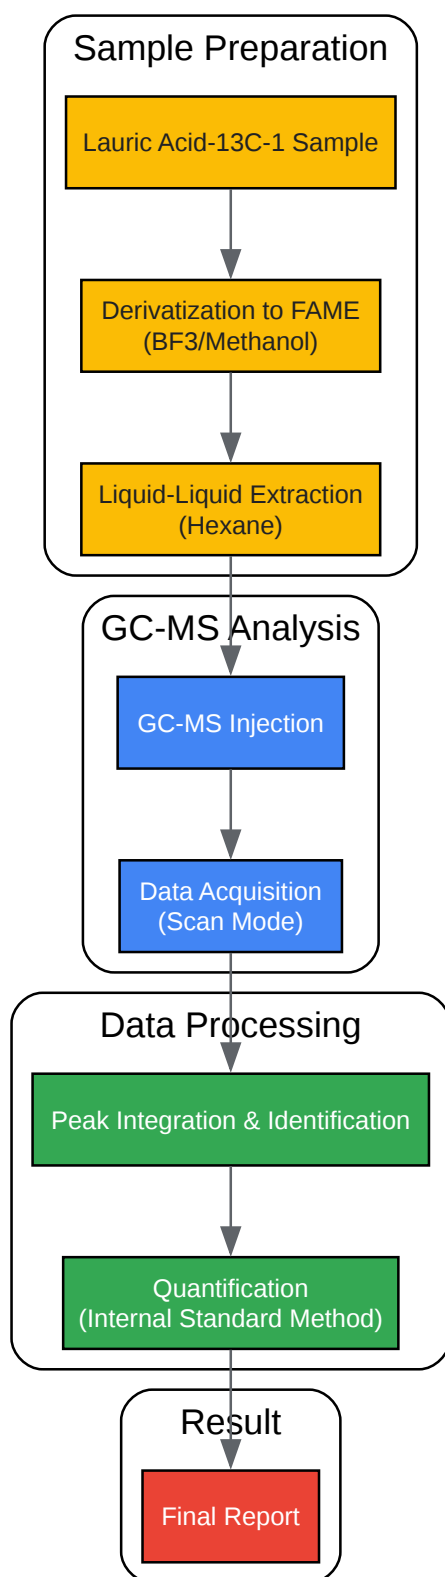 Sample Preparation
Lauric Acid-13C-1 Sample
Derivatization to FAME
(BF3/Methanol)
Liquid-Liquid Extraction
(Hexane)
GC-MS Analysis
GC-MS Injection
Data Acquisition
(Scan Mode)
Data Processing
Peak Integration & Identification
Quantification
(Internal Standard Method)
Result
Final Report